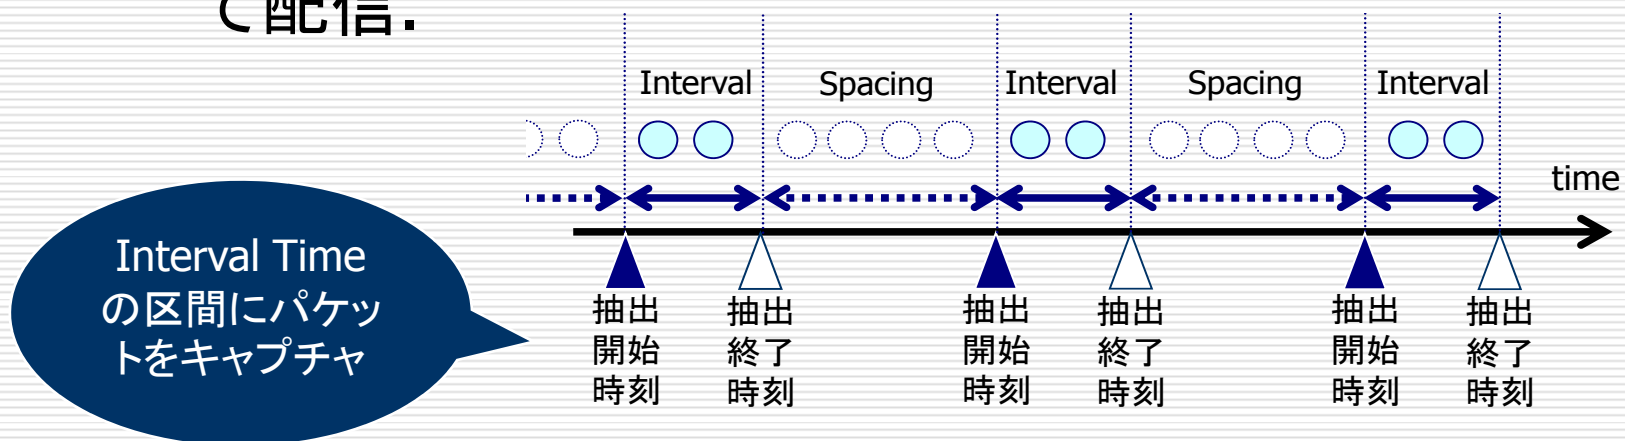 て配信.
Interval Spacing Interval Spacing Interval
time
Interval Time
の区間にパケッ
トをキャプチャ
抽出
開始
時刻
抽出
終了
時刻
抽出
開始
時刻
抽出
終了
時刻
抽出
開始
時刻
抽出
終了
時刻